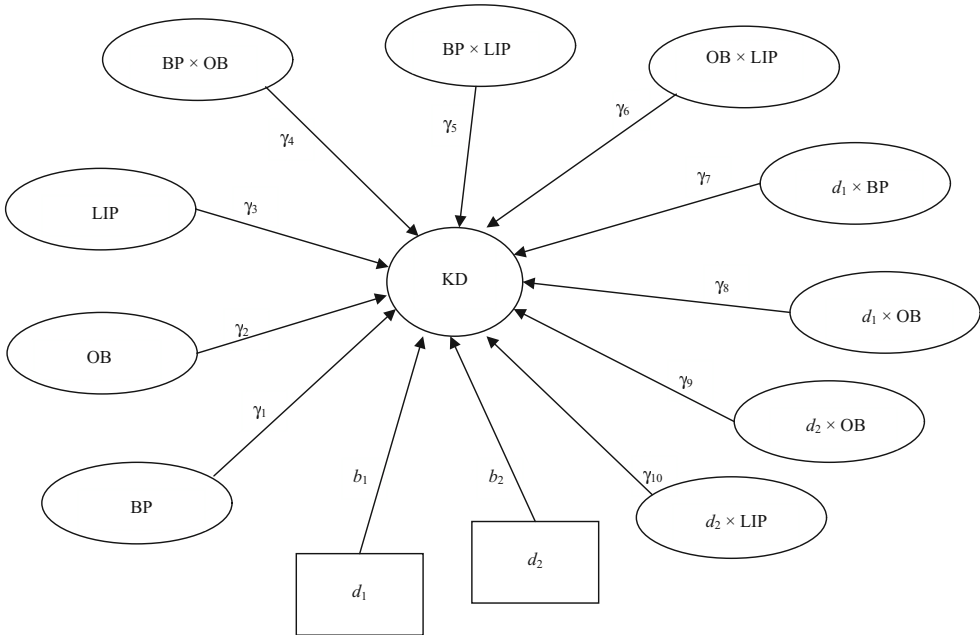 BP × OB
BP × LIP
OB × LIP
γ4
γ5
γ6
LIP
γ3
γ7
d1 × BP
KD
OB
γ2
γ8
d1 × OB
γ1
γ9
d2 × OB
BP
b1
b2
γ10
d2 × LIP
d1
d2